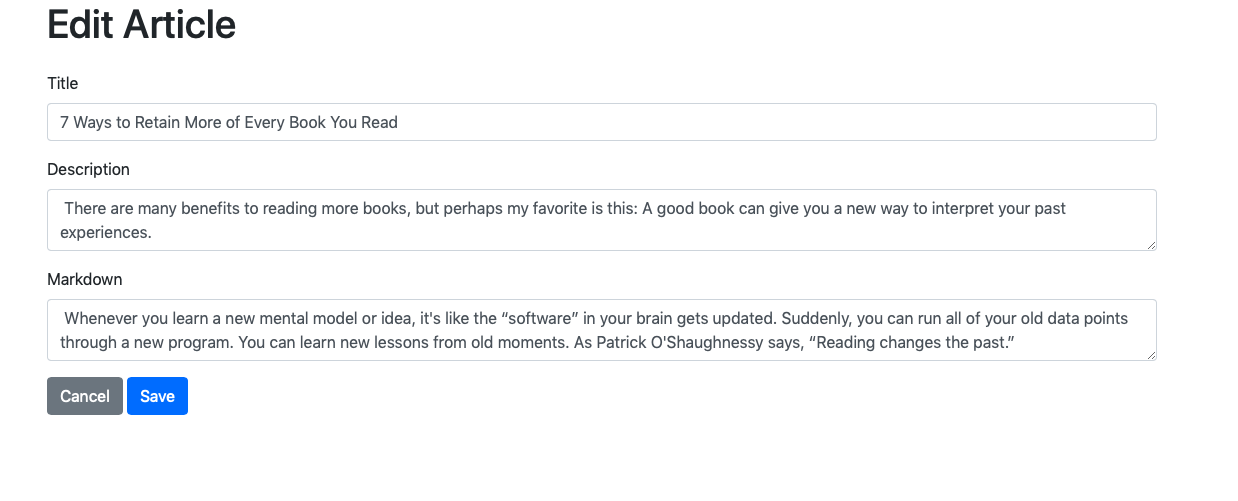 Edit Article
Title
7 Ways to Retain More of Every Book You Read
Description
There are many benefits to reading more books, but perhaps my favorite is this: A good book can give you a new way to interpret your past
experiences.
Markdown
Whenever you learn a new mental model or idea, it's like the “software” in your brain gets updated. Suddenly, you can run all of your old data points
through a new program. You can learn new lessons from old moments. As Patrick O'Shaughnessy says, “Reading changes the past.”
Cancel Save